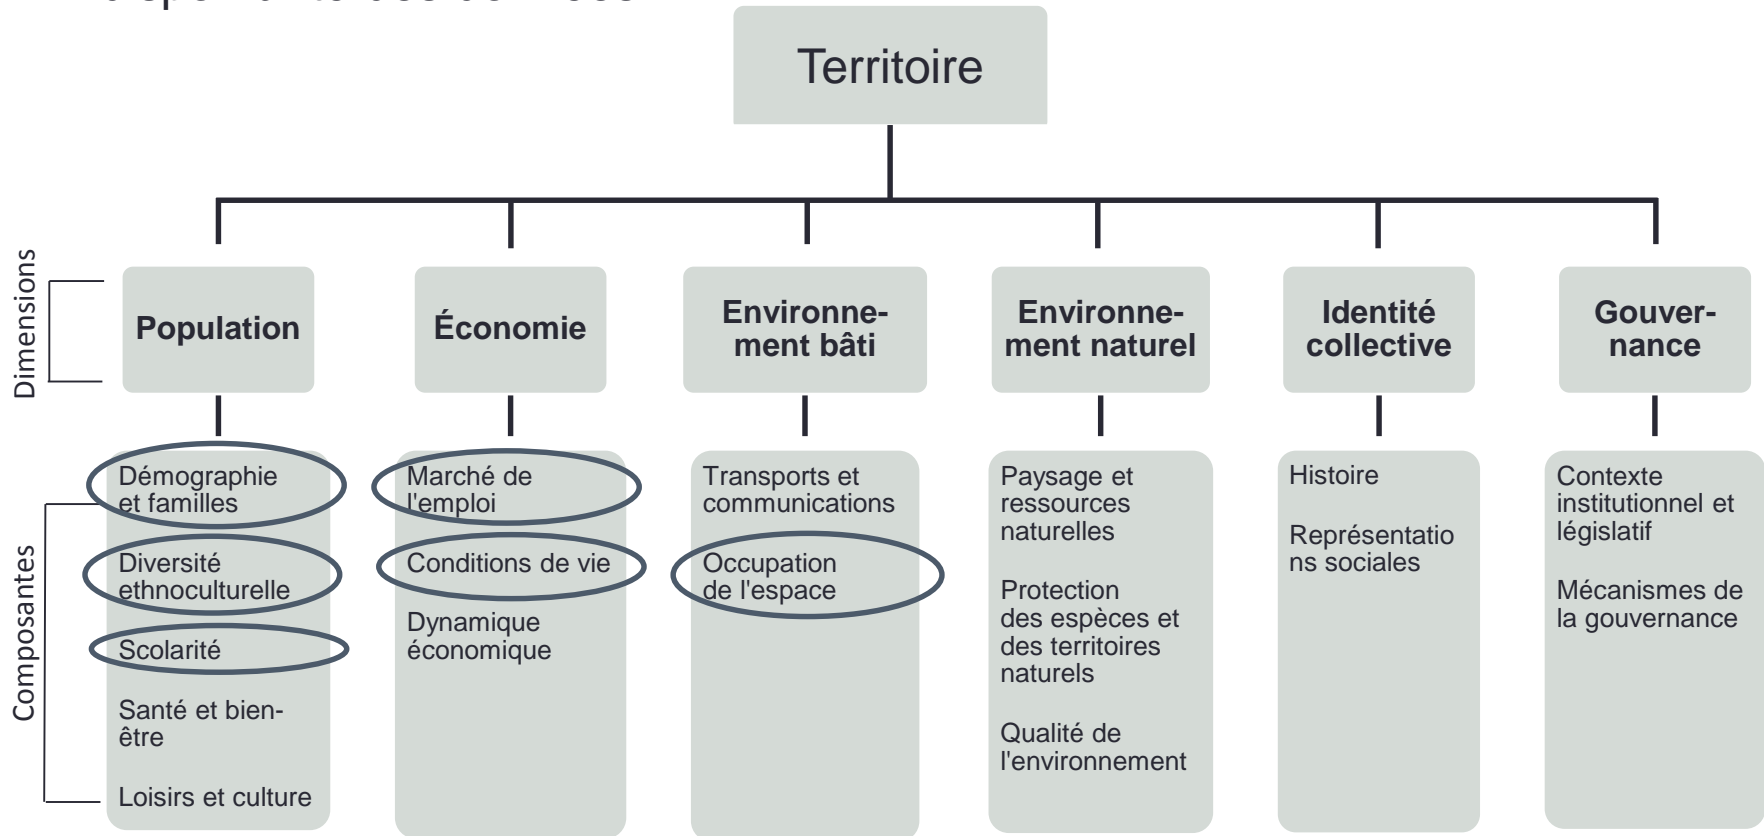 disponibilité des données
Territoire
Dimensions
Population
Économie
Environne-
ment bâti
Environne-
ment naturel
Identité
collective
Gouver-
nance
Composantes
Démographie
et familles
Diversité
ethnoculturelle
Scolarité
Santé et bien-
être
Loisirs et culture
Marché de
l'emploi
Conditions de vie
Dynamique
économique
Transports et
communications
Occupation
de l'espace
Paysage et
ressources
naturelles
Protection
des espèces et
des territoires
naturels
Qualité de
l'environnement
Histoire
Représentatio
ns sociales
Contexte
institutionnel et
législatif
Mécanismes de
la gouvernance